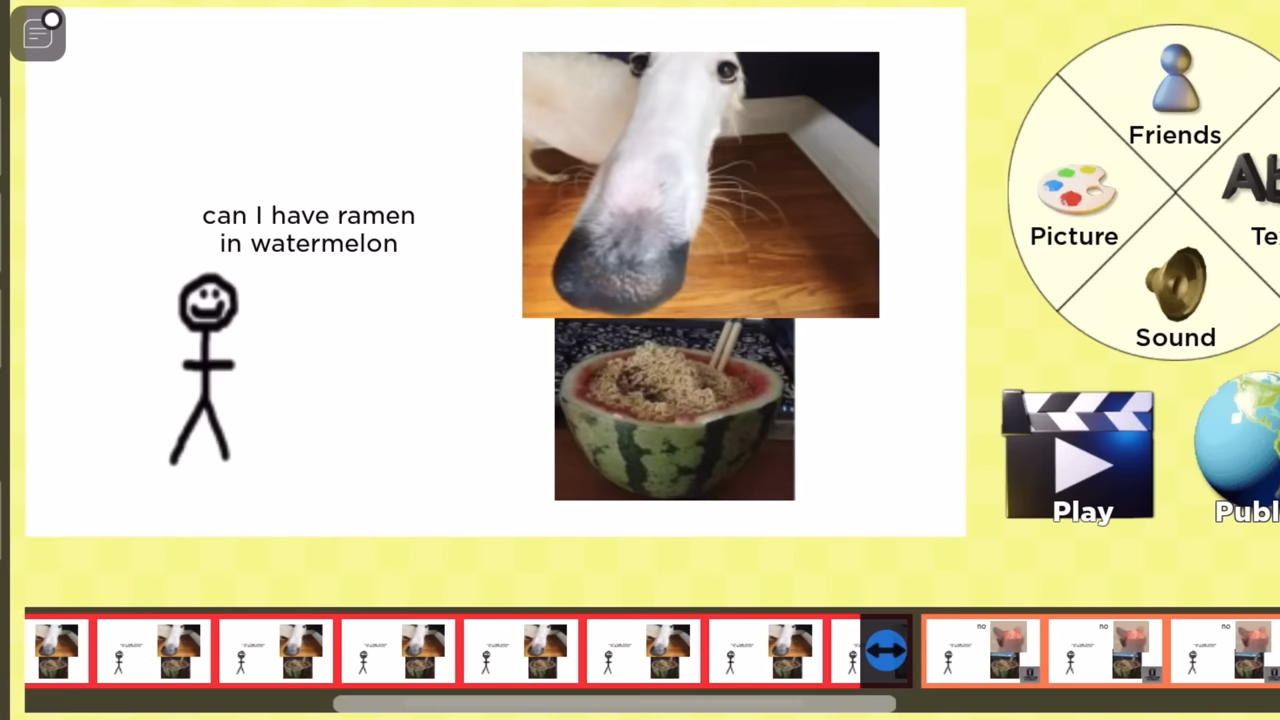 can I have ramen
in watermelon
Friends
Picture
Sound
Play
no
no
no